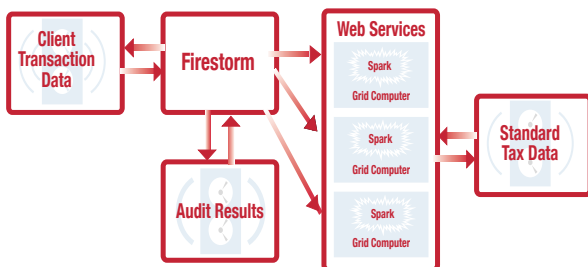 Client
Transaction
Data
Firestorm
Audit Results
Web Services
Spark
Grid Computer
Spark
Grid Computer
Spark
Grid Computer
Standard
Tax Data